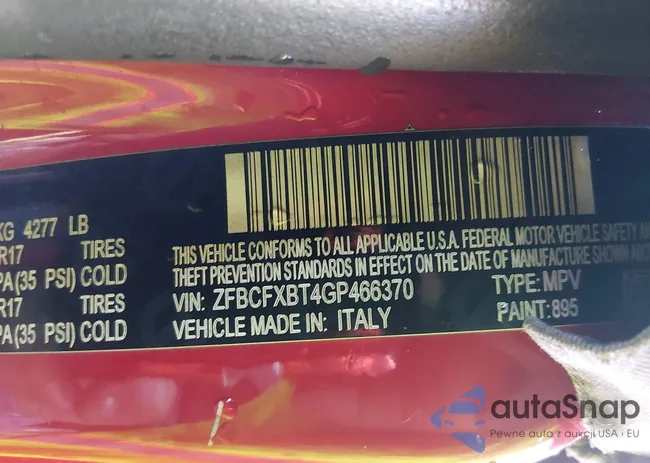 KG 4277 LB
R17 TIRES
PA(35 PSI) COLD
R17 TIRES
PA(35 PSI) COLD
THIS VEHICLE CONFORMS TO ALL APPLICABLE U.S.A. FEDERAL MOTOR VEHICLE SAFETY
THEFT PREVENTION STANDARDS IN EFFECT ON THE DATE OF MANUFACTURE SHOWN
VIN: ZFBCFXBT4GP466370 TYPE: MPV
VEHICLE MADE IN: ITALY PAINT: 895
autaSnap
Pewne auta z aukcji USA i EU